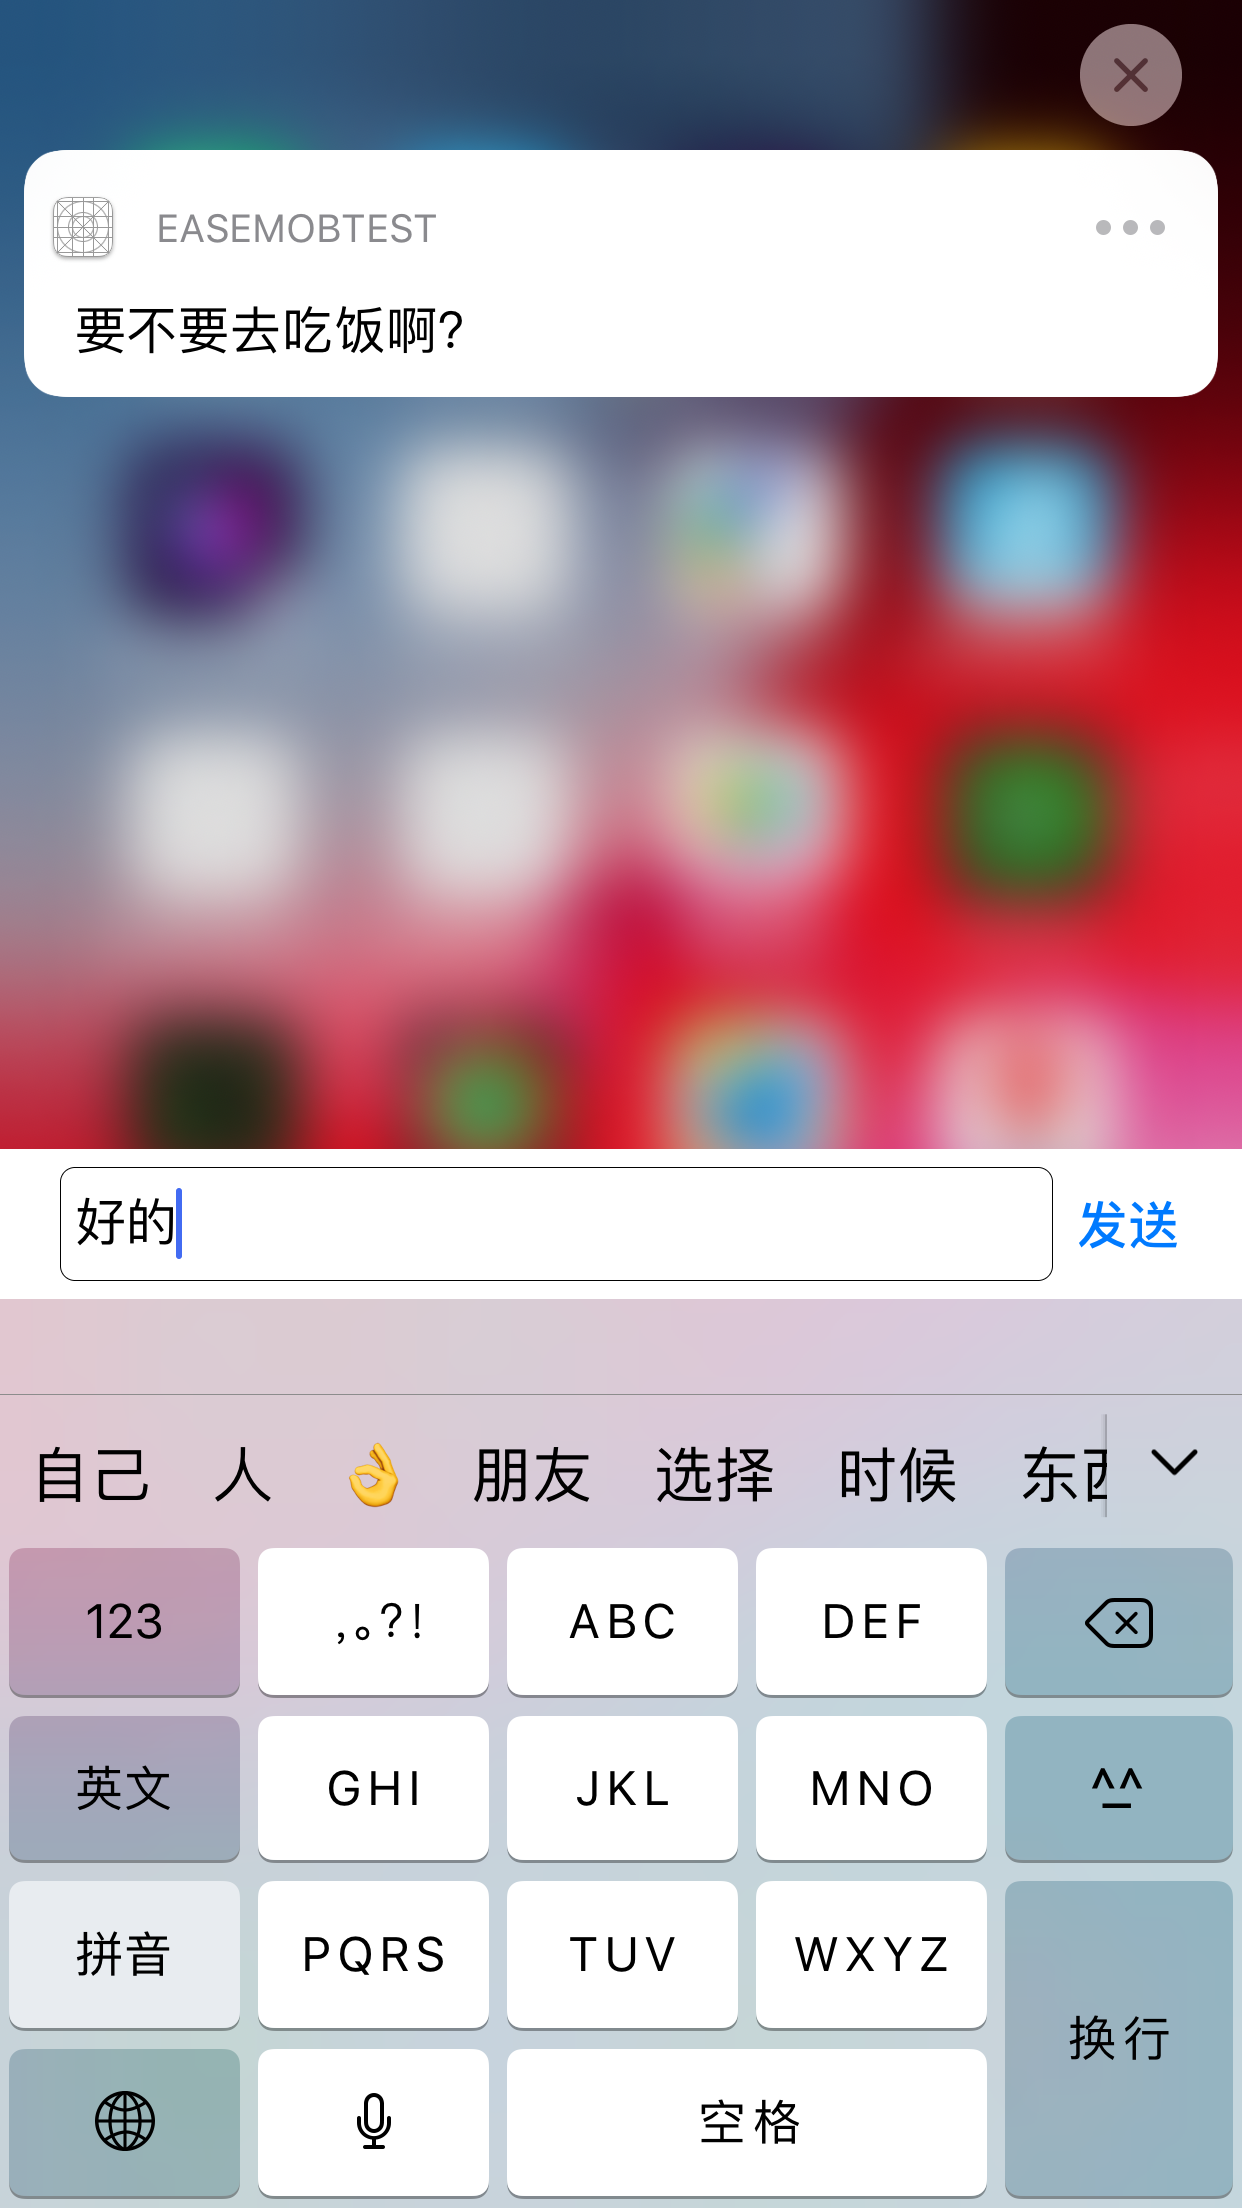 EASEMOBTEST
要不要去吃饭啊?
好的
发送
自己 人 👌 朋友 选择 时候 东西
123 ,。?! ABC DEF
英文 GHI JKL MNO ^_^
拼音 PQRS TUV WXYZ
换行
空格